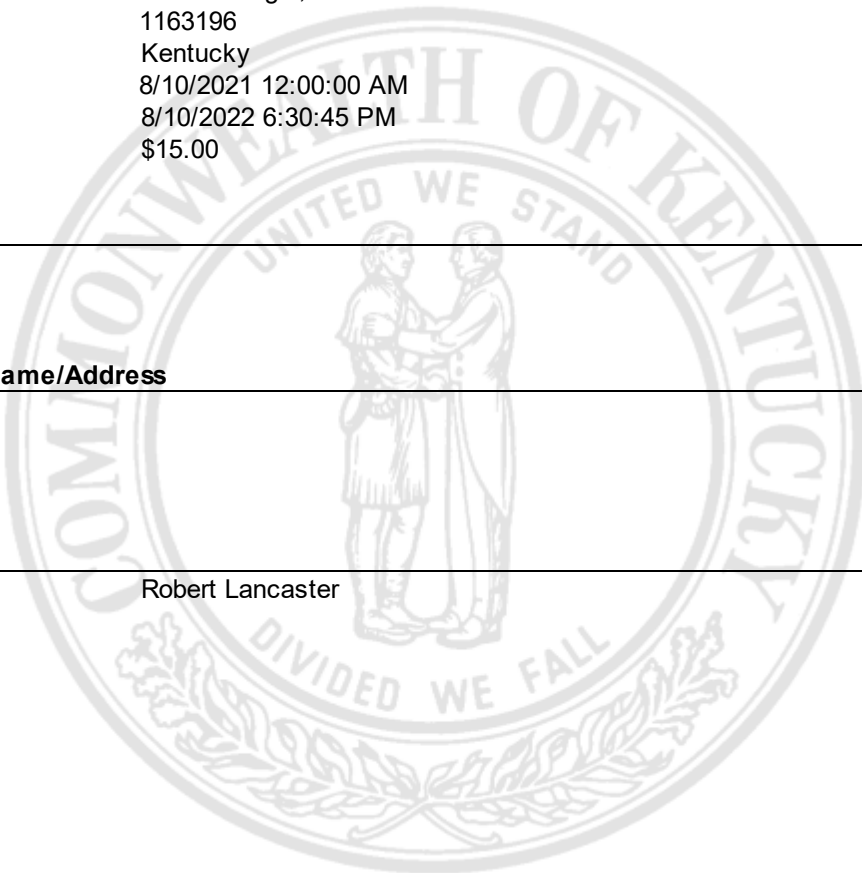 1163196
Kentucky
8/10/2021 12:00:00 AM
8/10/2022 6:30:45 PM
$15.00
COMMONWEALTH OF KENTUCKY
UNITED WE STAND
ame/Address
Robert Lancaster
DIVIDED WE FALL